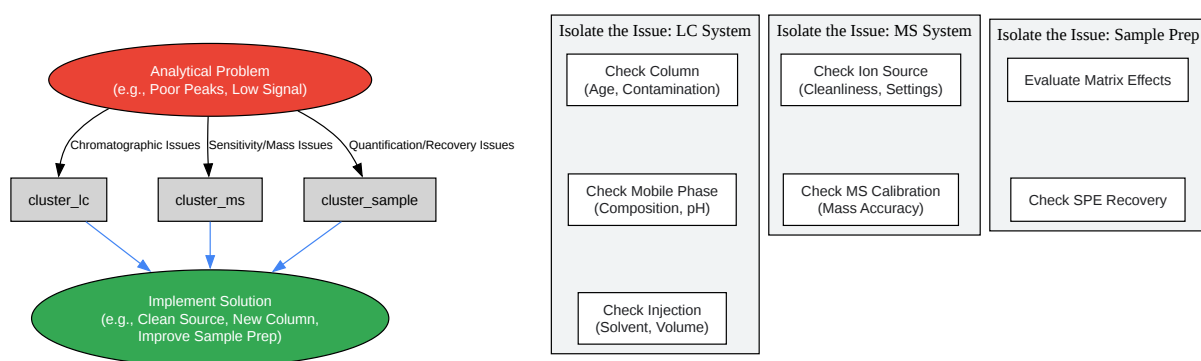 Analytical Problem
(e.g., Poor Peaks, Low Signal)
Chromatographic Issues
Sensitivity/Mass Issues
Quantification/Recovery Issues
cluster_lc
cluster_ms
cluster_sample
Implement Solution
(e.g., Clean Source, New Column,
Improve Sample Prep)
Isolate the Issue: LC System
Check Column
(Age, Contamination)
Check Mobile Phase
(Composition, pH)
Check Injection
(Solvent, Volume)
Isolate the Issue: MS System
Check Ion Source
(Cleanliness, Settings)
Check MS Calibration
(Mass Accuracy)
Isolate the Issue: Sample Prep
Evaluate Matrix Effects
Check SPE Recovery